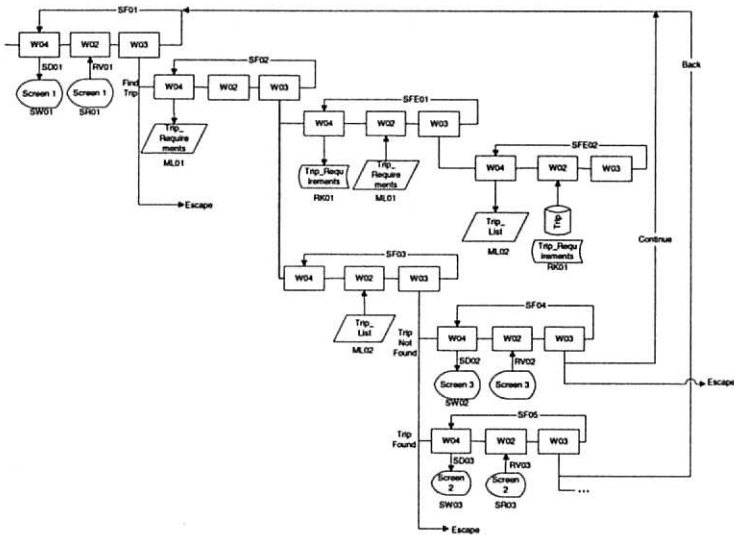 SF01
W04
W02
W03
SD01
RV01
Screen 1
Screen 1
SW01
SR01
Back
Find
Trip
SF02
W04
W02
W03
Trip_
Require
ments
ML01
Escape
SFE01
W04
W02
W03
Trip_Requ
irements
RK01
Trip_
Require
ments
ML01
SFE02
W04
W02
W03
Trip_
List
ML02
Trip
Trip_Requ
irements
RK01
Continue
SF03
W04
W02
W03
Trip_
List
ML02
Trip
Not
Found
SF04
W04
W02
W03
SD02
RV02
Screen 3
Screen 3
SW02
Escape
Trip
Found
SF05
W04
W02
W03
SD03
RV03
Screen
2
Screen
2
SW03
SR03
...
Escape